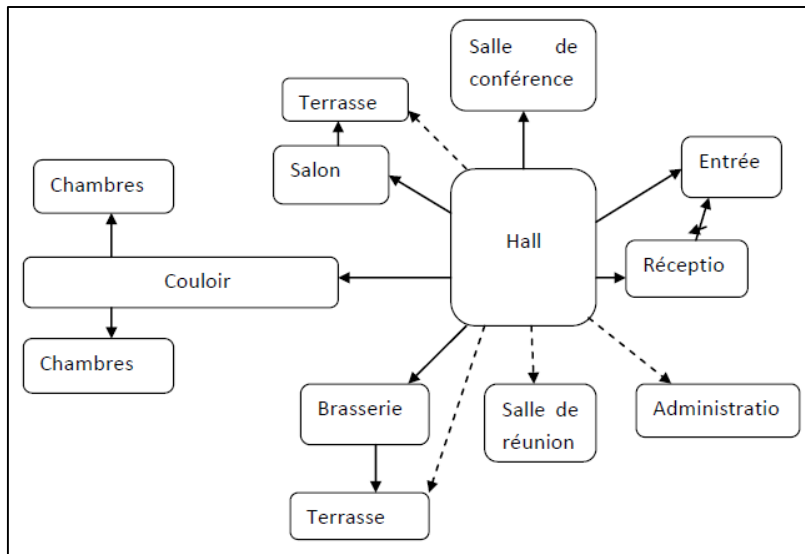 Salle de
conférence
Terrasse
Entrée
Salon
Chambres
Hall
Réceptio
Couloir
Chambres
Brasserie
Salle de
réunion
Administratio
Terrasse